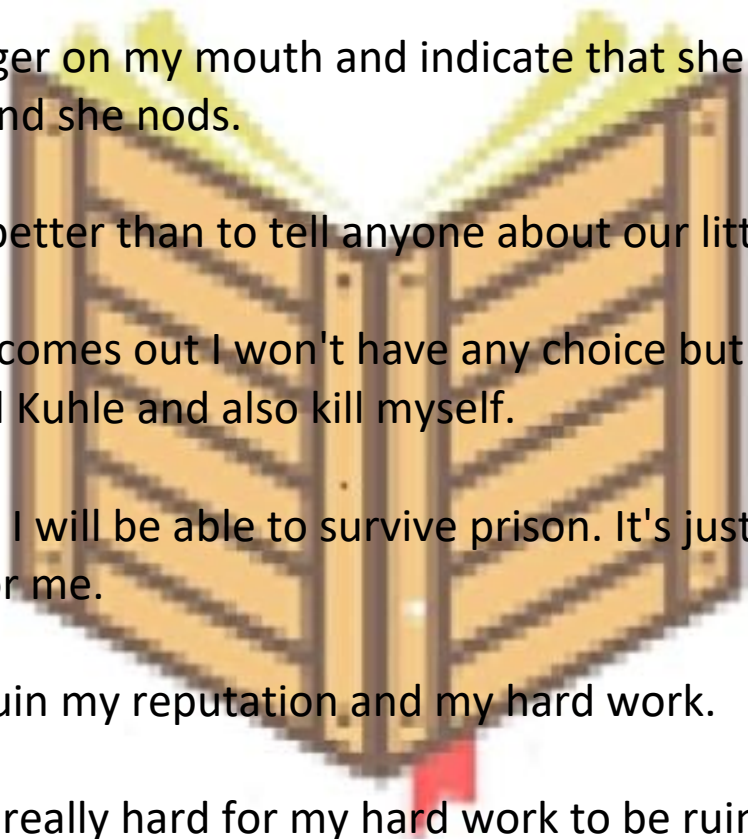 ger on my mouth and indicate that she
nd she nods.
better than to tell anyone about our litt
comes out I won't have any choice but
l Kuhle and also kill myself.
I will be able to survive prison. It's just
or me.
uin my reputation and my hard work.
really hard for my hard work to be ruin